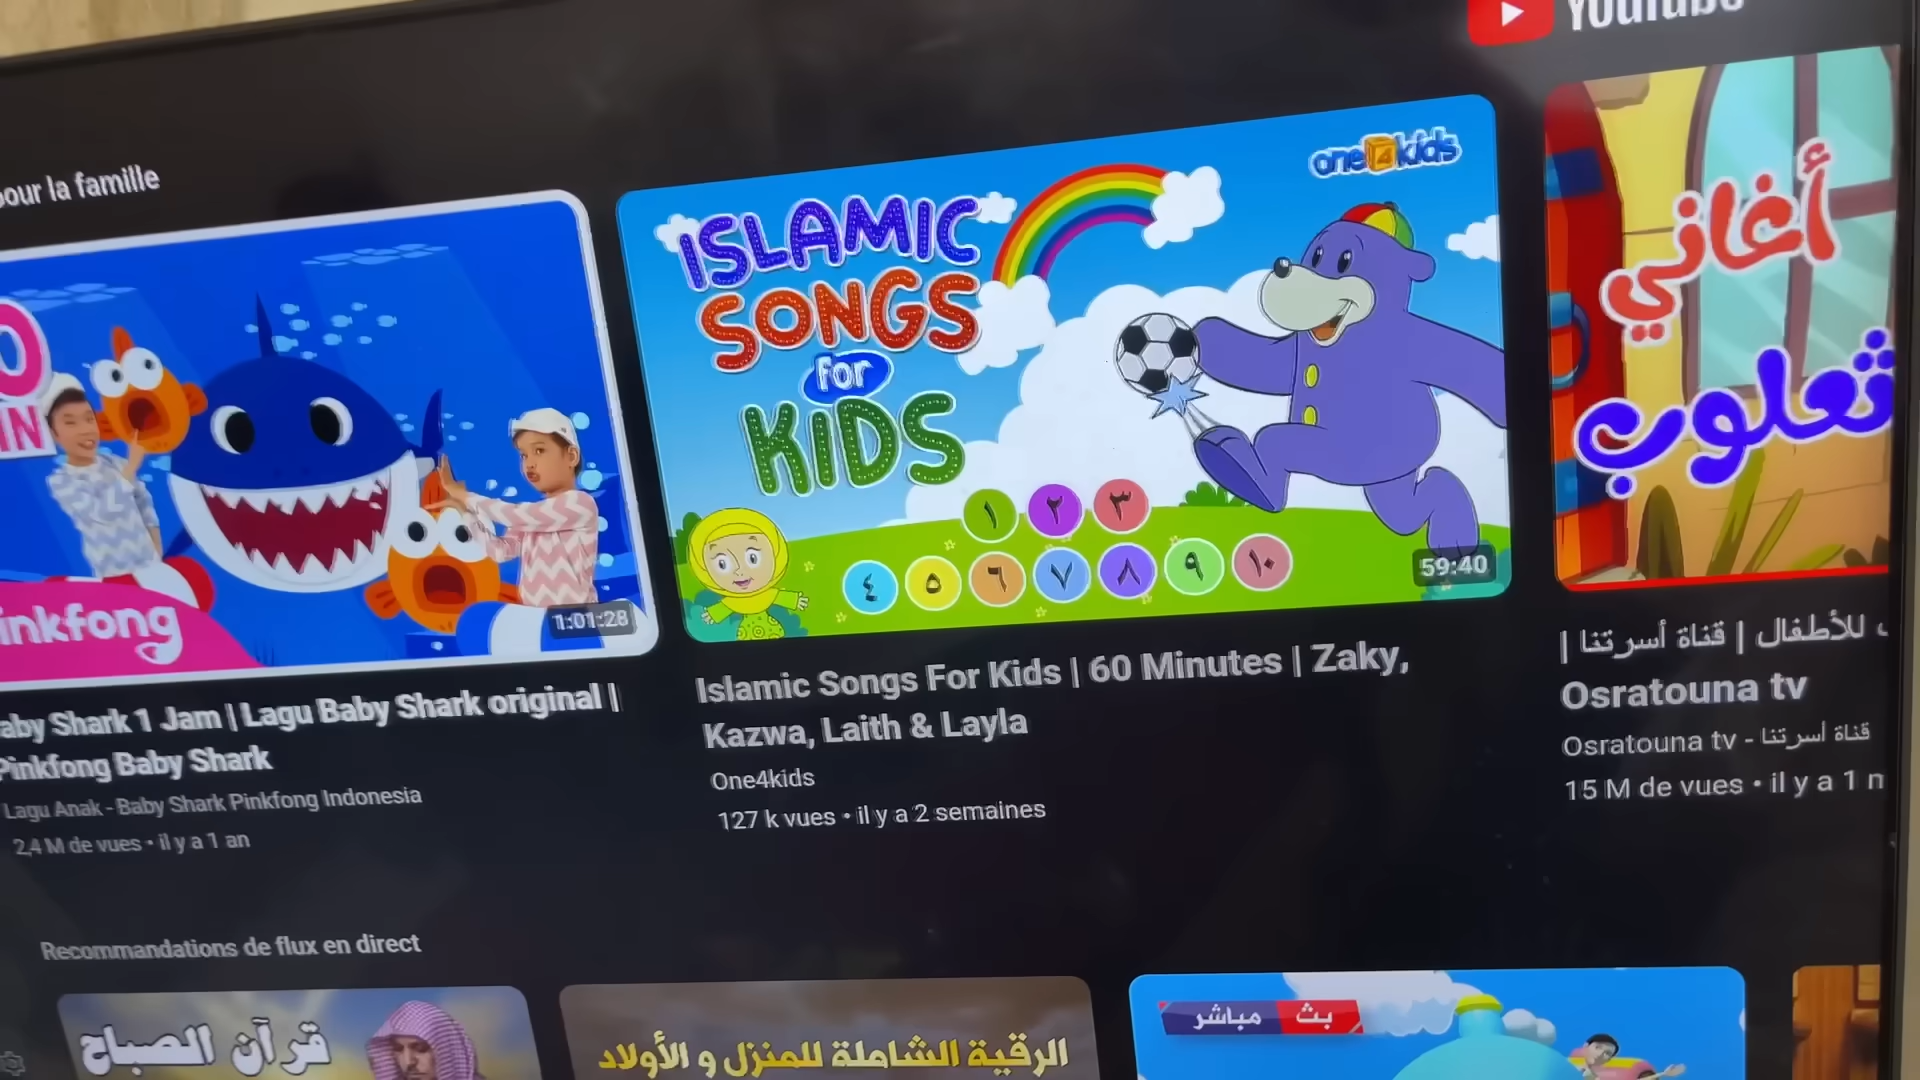 YouTube
pour la famille
IN
inkfong
1:01:28
aby Shark 1 Jam | Lagu Baby Shark original |
Pinkfong Baby Shark
Lagu Anak - Baby Shark Pinkfong Indonesia
2,4 M de vues • il y a 1 an
one4kids
ISLAMIC
SONGS
for
KIDS
١ ٢ ٣
٤ ٥ ٦ ٧ ٨ ٩ ١٠
59:40
Islamic Songs For Kids | 60 Minutes | Zaky,
Kazwa, Laith & Layla
One4kids
127 k vues • il y a 2 semaines
أغاني
ثعلوب
للأطفال | قناة أسرتنا |
Osratouna tv
Osratouna tv - قناة أسرتنا
15 M de vues • il y a 1
Recommandations de flux en direct
قرآن الصباح
الرقية الشاملة للمنزل و الأولاد
بث مباشر